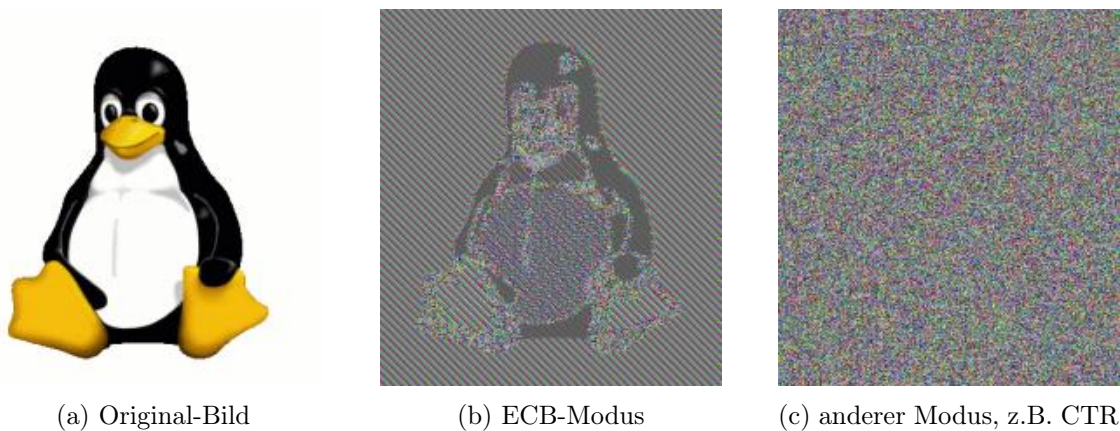 (a) Original-Bild
(b) ECB-Modus
(c) anderer Modus, z.B. CTR